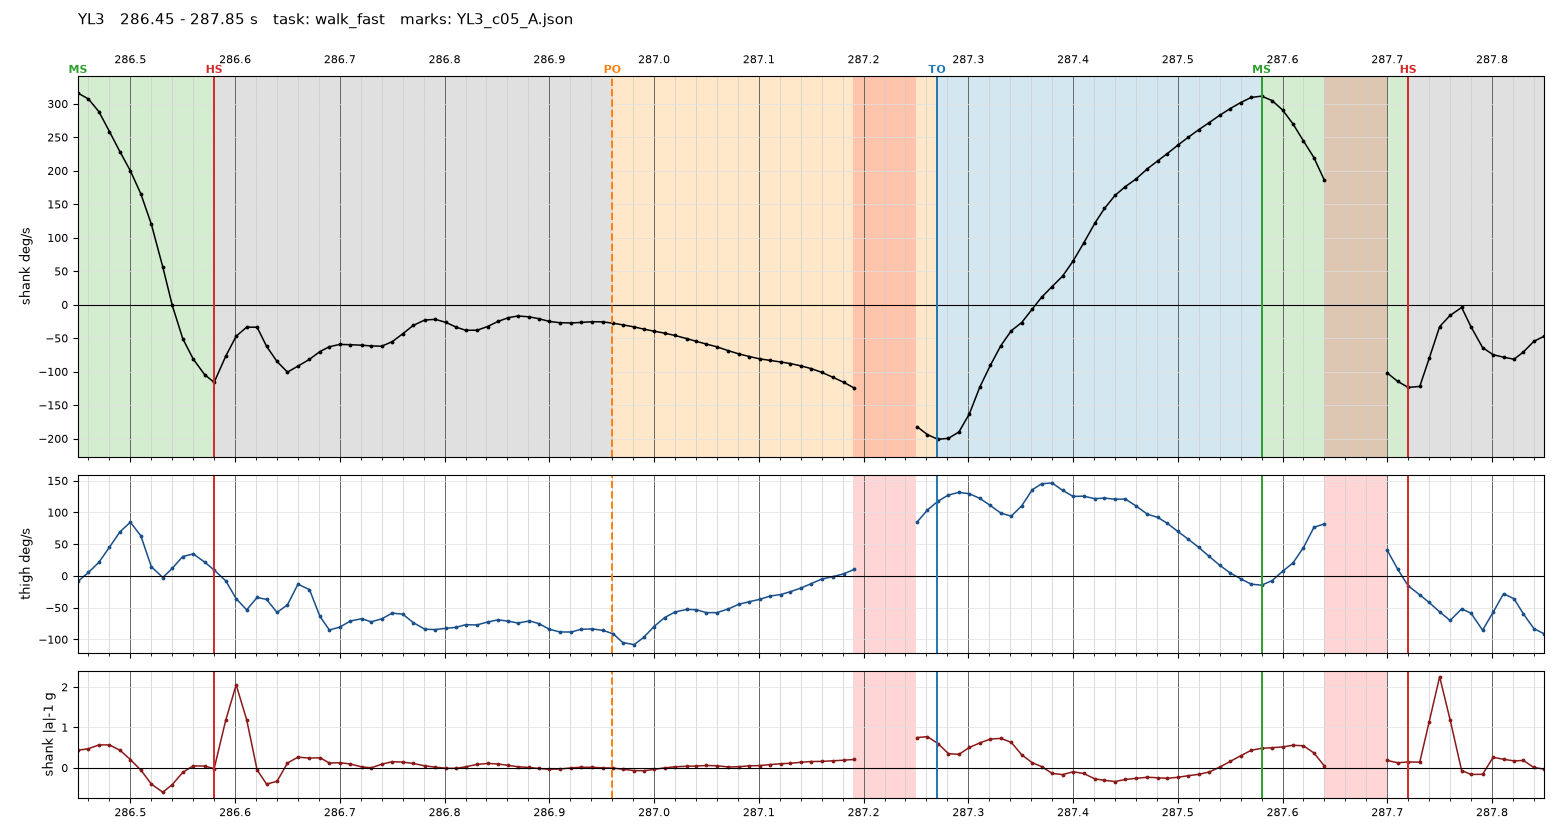 YL3   286.45 - 287.85 s   task: walk_fast   marks: YL3_c05_A.json
286.5 286.6 286.7 286.8 286.9 287.0 287.1 287.2 287.3 287.4 287.5 287.6 287.7 287.8
MS HS PO TO MS HS
shank deg/s
300
250
200
150
100
50
0
−50
−100
−150
−200
thigh deg/s
150
100
50
0
−50
−100
shank |a|-1 g
2
1
0
286.5 286.6 286.7 286.8 286.9 287.0 287.1 287.2 287.3 287.4 287.5 287.6 287.7 287.8